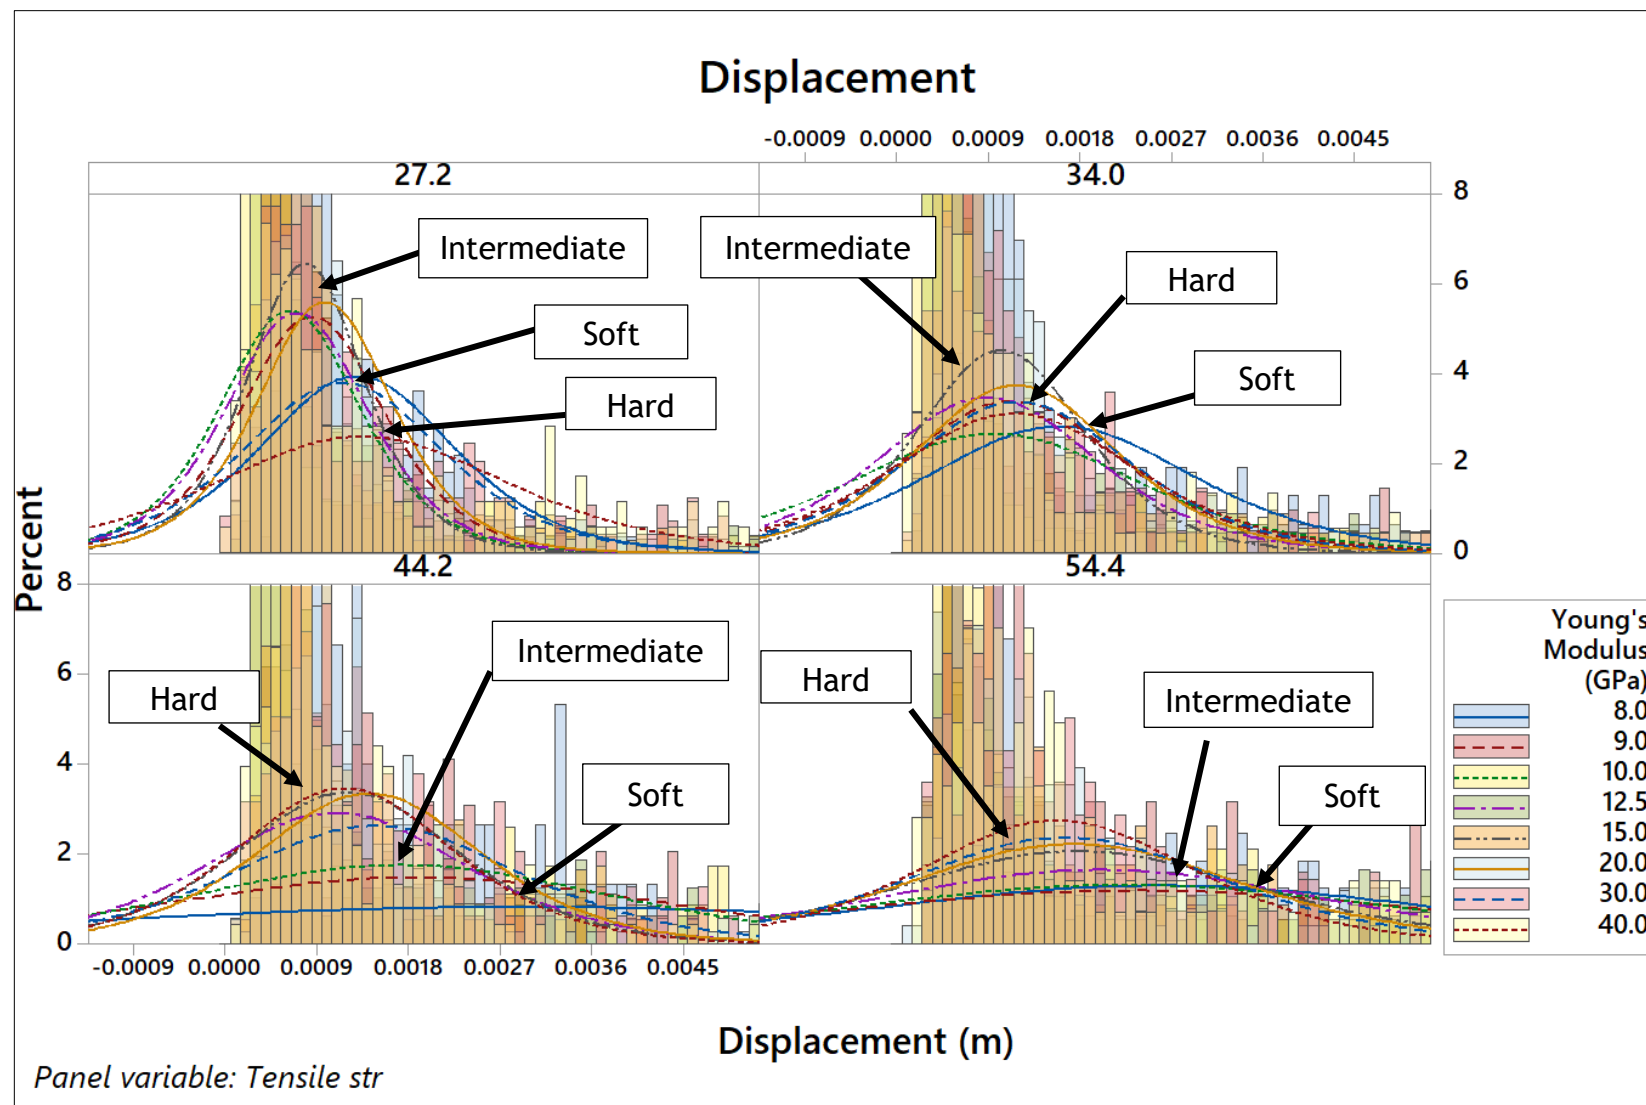 Displacement
-0.0009 0.0000 0.0009 0.0018 0.0027 0.0036 0.0045
27.2
34.0
8
6
4
2
0
Intermediate
Soft
Hard
Intermediate
Hard
Soft
44.2
54.4
8
6
4
2
0
Hard
Intermediate
Soft
Hard
Intermediate
Soft
-0.0009 0.0000 0.0009 0.0018 0.0027 0.0036 0.0045
Percent
Displacement (m)
Young's
Modulus
(GPa)
8.0
9.0
10.0
12.5
15.0
20.0
30.0
40.0
Panel variable: Tensile str